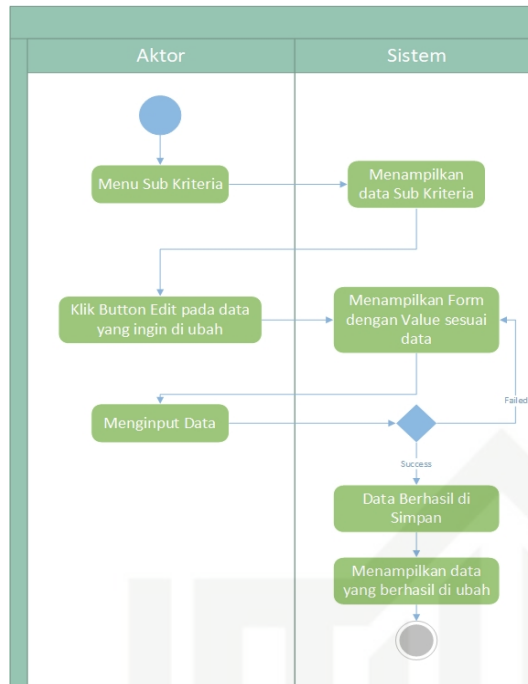 Aktor
Sistem
Menu Sub Kriteria
Menampilkan
data Sub Kriteria
Klik Button Edit pada data
yang ingin di ubah
Menampilkan Form
dengan Value sesuai
data
Menginput Data
Failed
Success
Data Berhasil di
Simpan
Menampilkan data
yang berhasil di ubah